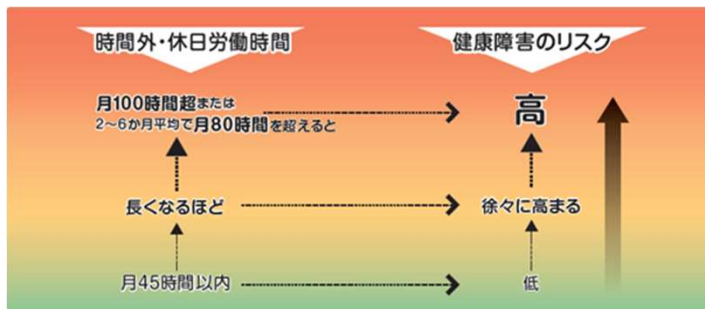 時間外・休日労働時間
健康障害のリスク
月100時間超または
2〜6か月平均で月80時間を超えると
高
長くなるほど
徐々に高まる
月45時間以内
低